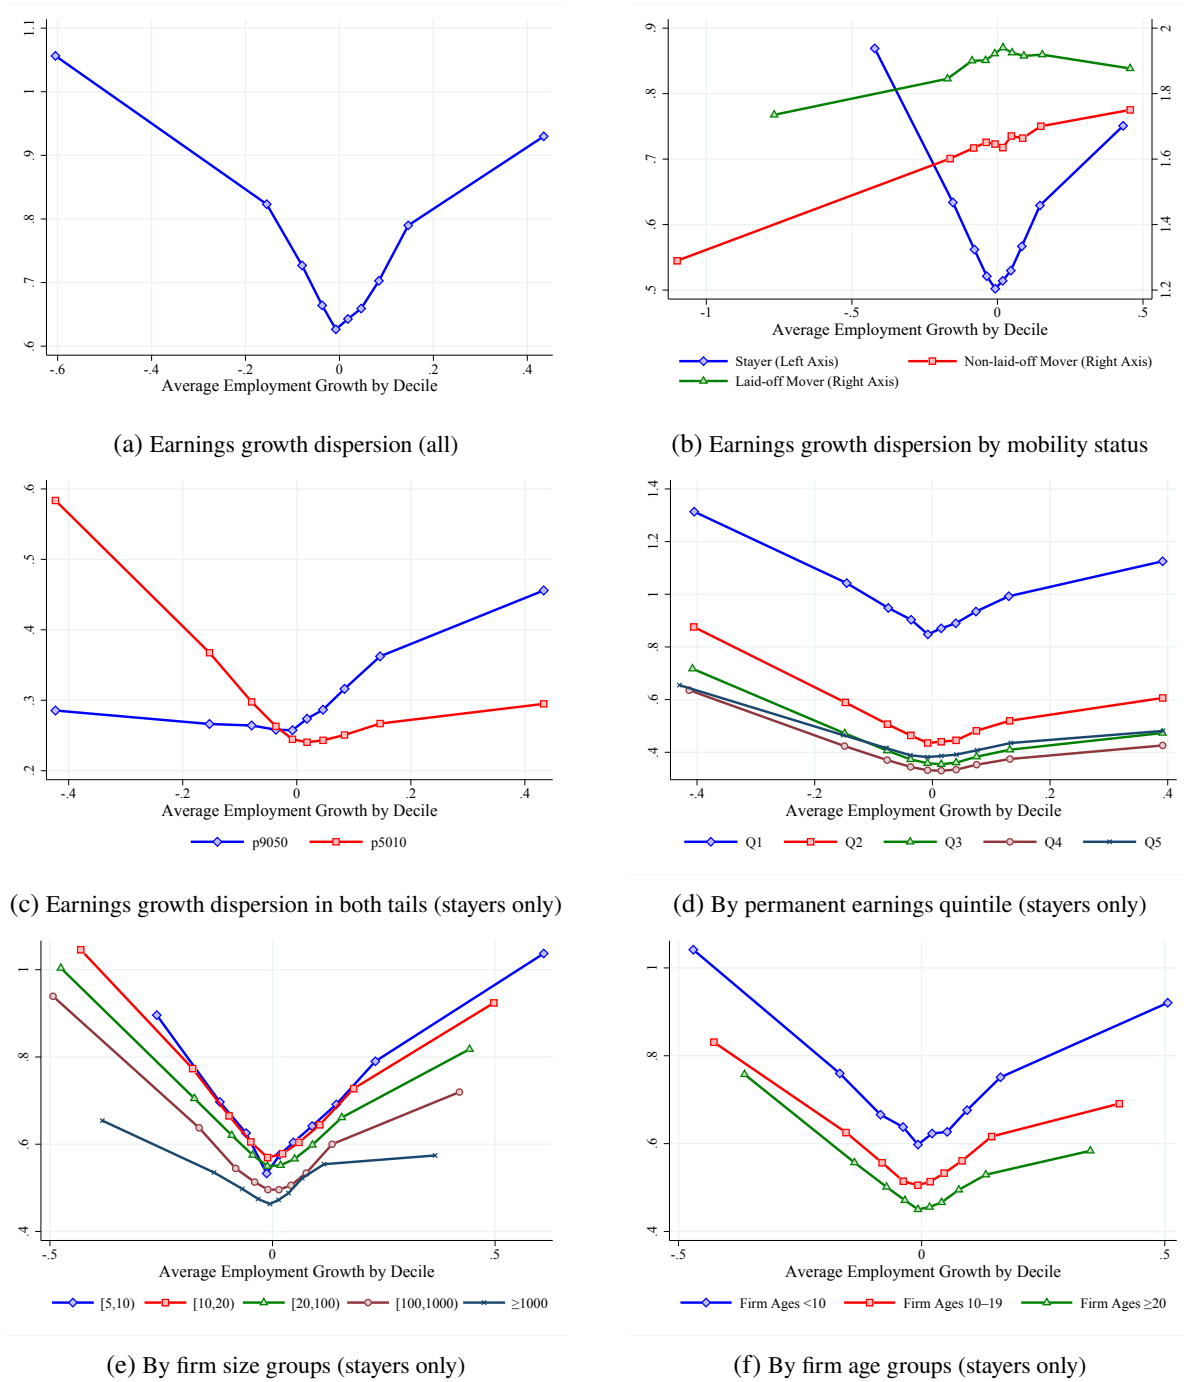 1.1
1
.9
.8
.7
.6
-.6 -.4 -.2 0 .2 .4
Average Employment Growth by Decile
(a) Earnings growth dispersion (all)
.9 2
.8 1.8
.7 1.6
.6 1.4
.5 1.2
-1 -.5 0 .5
Average Employment Growth by Decile
Stayer (Left Axis) Non-laid-off Mover (Right Axis)
Laid-off Mover (Right Axis)
(b) Earnings growth dispersion by mobility status
.6
.5
.4
.3
.2
-.4 -.2 0 .2 .4
Average Employment Growth by Decile
p9050 p5010
(c) Earnings growth dispersion in both tails (stayers only)
1.4
1.2
1
.8
.6
.4
-.4 -.2 0 .2 .4
Average Employment Growth by Decile
Q1 Q2 Q3 Q4 Q5
(d) By permanent earnings quintile (stayers only)
1
.8
.6
.4
-.5 0 .5
Average Employment Growth by Decile
[5,10) [10,20) [20,100) [100,1000) ≥1000
(e) By firm size groups (stayers only)
1
.8
.6
.4
-.5 0 .5
Average Employment Growth by Decile
Firm Ages <10 Firm Ages 10–19 Firm Ages ≥20
(f) By firm age groups (stayers only)